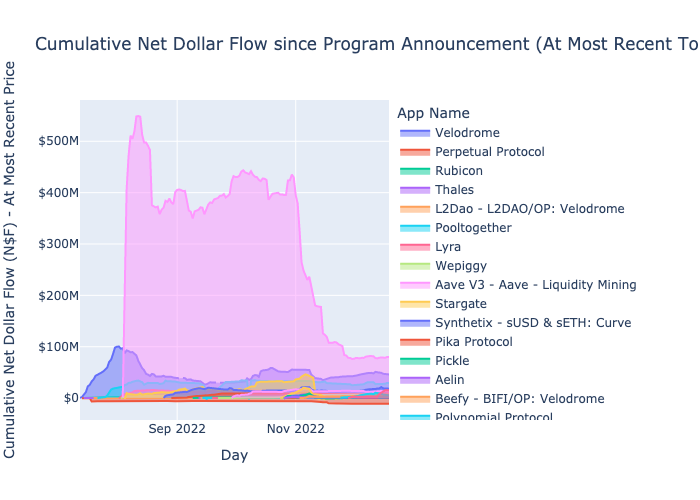 Cumulative Net Dollar Flow since Program Announcement (At Most Recent To
Cumulative Net Dollar Flow (N$F) - At Most Recent Price
$500M
$400M
$300M
$200M
$100M
$0
Sep 2022
Nov 2022
Day
App Name
Velodrome
Perpetual Protocol
Rubicon
Thales
L2Dao - L2DAO/OP: Velodrome
Pooltogether
Lyra
Wepiggy
Aave V3 - Aave - Liquidity Mining
Stargate
Synthetix - sUSD & sETH: Curve
Pika Protocol
Pickle
Aelin
Beefy - BIFI/OP: Velodrome
Polynomial Protocol